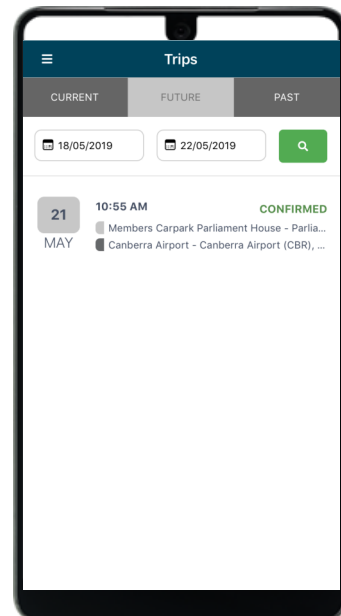 Trips
CURRENT FUTURE PAST
18/05/2019 22/05/2019
21
MAY
10:55 AM CONFIRMED
Members Carpark Parliament House - Parlia...
Canberra Airport - Canberra Airport (CBR), ...